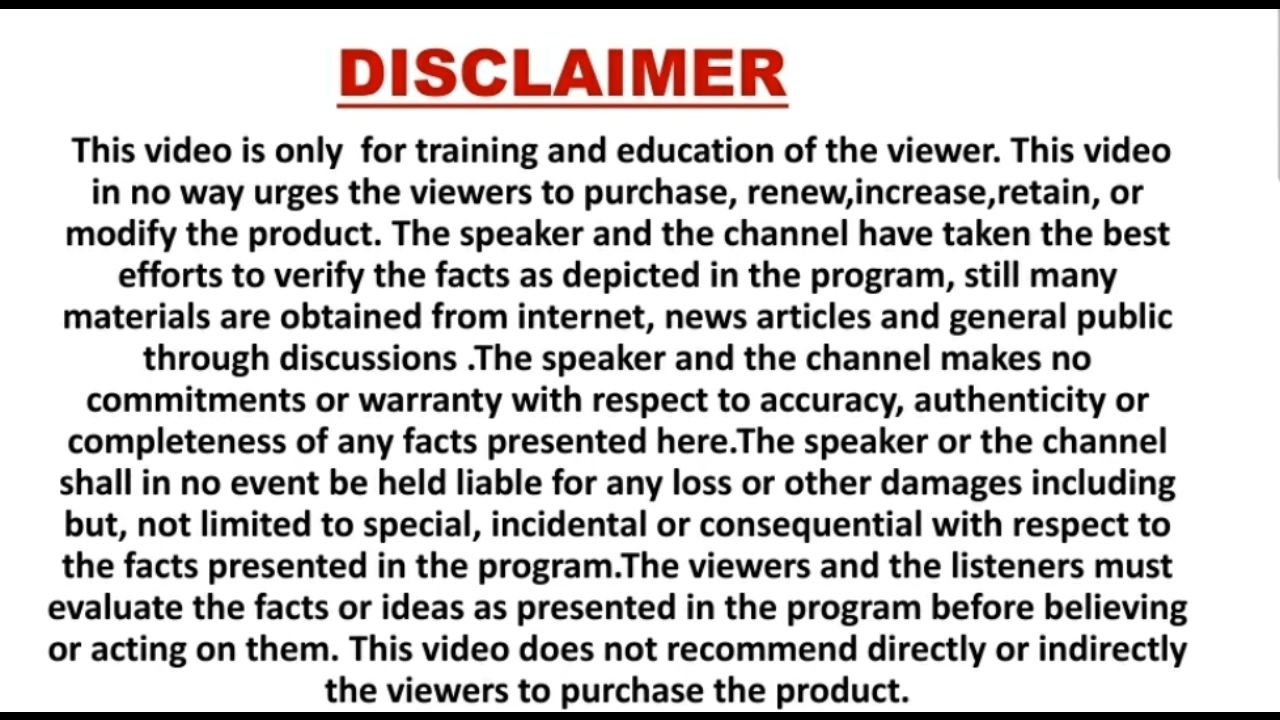 DISCLAIMER
This video is only  for training and education of the viewer. This video
in no way urges the viewers to purchase, renew,increase,retain, or
modify the product. The speaker and the channel have taken the best
efforts to verify the facts as depicted in the program, still many
materials are obtained from internet, news articles and general public
through discussions .The speaker and the channel makes no
commitments or warranty with respect to accuracy, authenticity or
completeness of any facts presented here.The speaker or the channel
shall in no event be held liable for any loss or other damages including
but, not limited to special, incidental or consequential with respect to
the facts presented in the program.The viewers and the listeners must
evaluate the facts or ideas as presented in the program before believing
or acting on them. This video does not recommend directly or indirectly
the viewers to purchase the product.